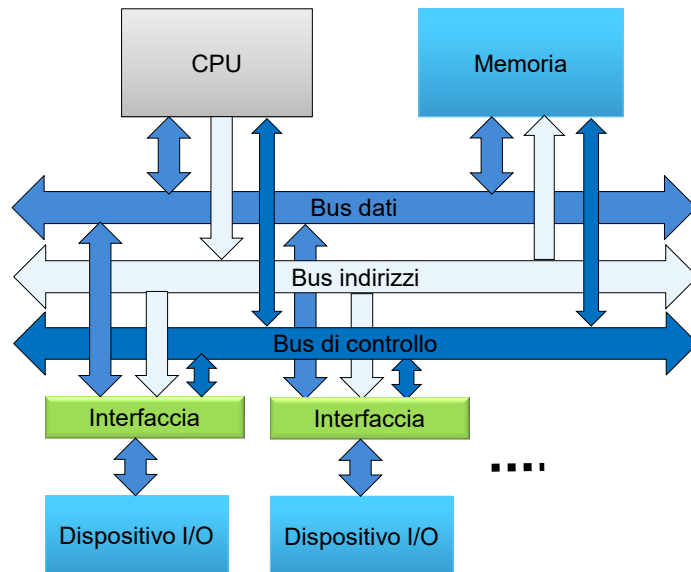 CPU
Memoria
Bus dati
Bus indirizzi
Bus di controllo
Interfaccia
Interfaccia
Dispositivo I/O
Dispositivo I/O